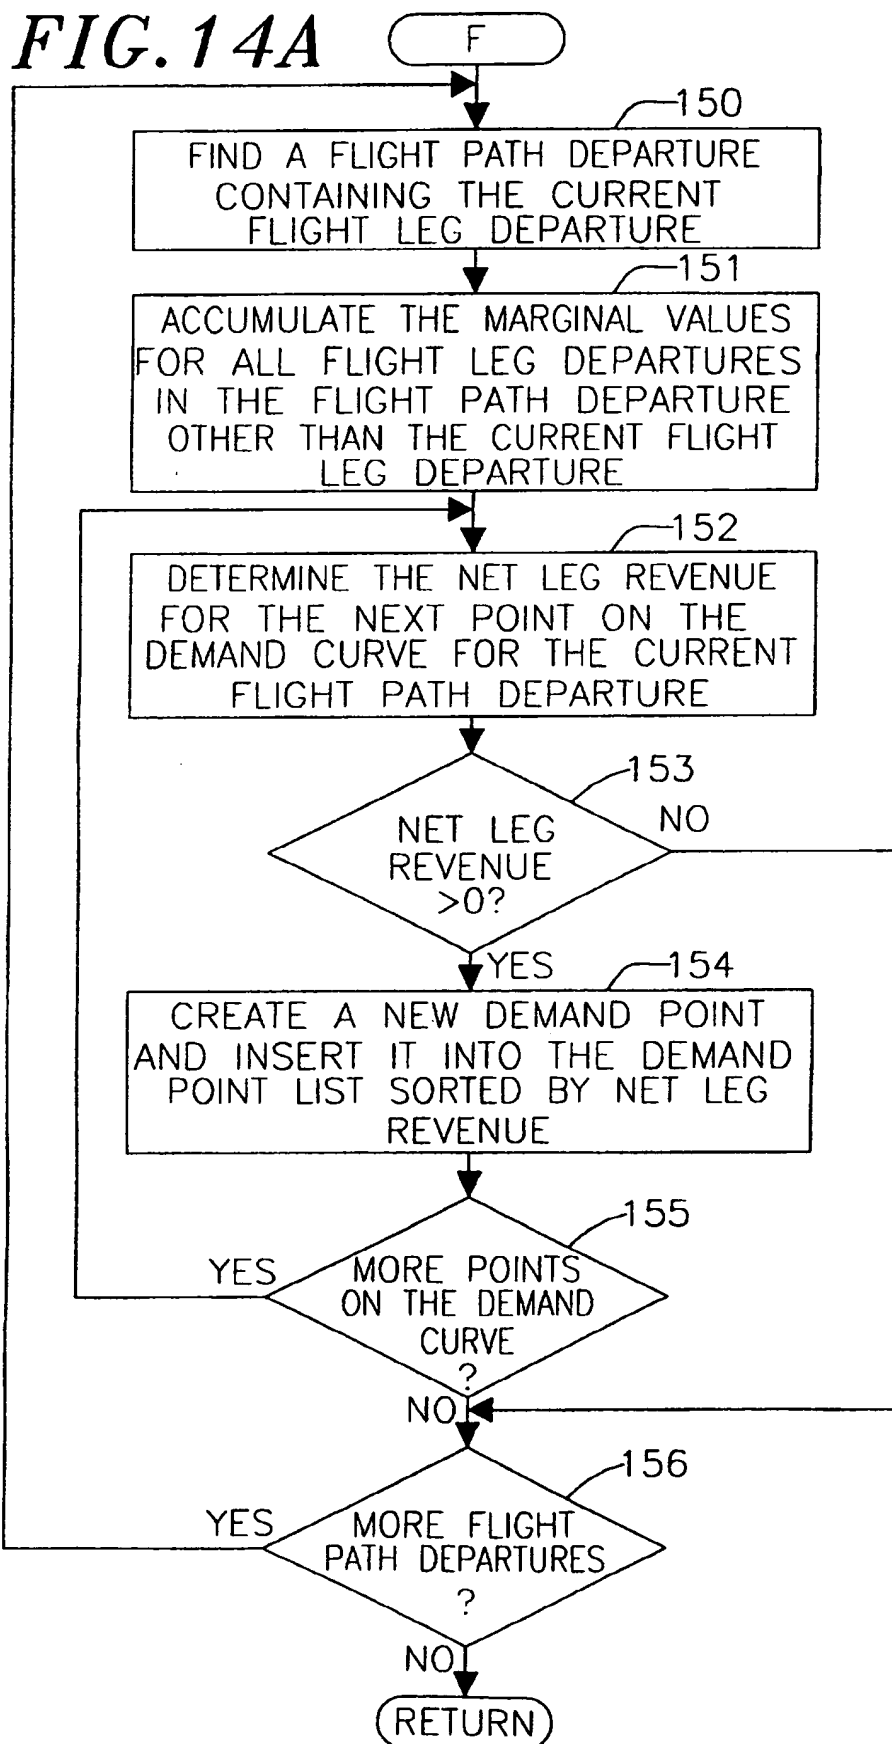 FIG.14A
F
150
FIND A FLIGHT PATH DEPARTURE
CONTAINING THE CURRENT
FLIGHT LEG DEPARTURE
151
ACCUMULATE THE MARGINAL VALUES
FOR ALL FLIGHT LEG DEPARTURES
IN THE FLIGHT PATH DEPARTURE
OTHER THAN THE CURRENT FLIGHT
LEG DEPARTURE
152
DETERMINE THE NET LEG REVENUE
FOR THE NEXT POINT ON THE
DEMAND CURVE FOR THE CURRENT
FLIGHT PATH DEPARTURE
153
NO
NET LEG
REVENUE
>0?
YES
154
CREATE A NEW DEMAND POINT
AND INSERT IT INTO THE DEMAND
POINT LIST SORTED BY NET LEG
REVENUE
155
YES
MORE POINTS
ON THE DEMAND
CURVE
?
NO
156
YES
MORE FLIGHT
PATH DEPARTURES
?
NO
RETURN